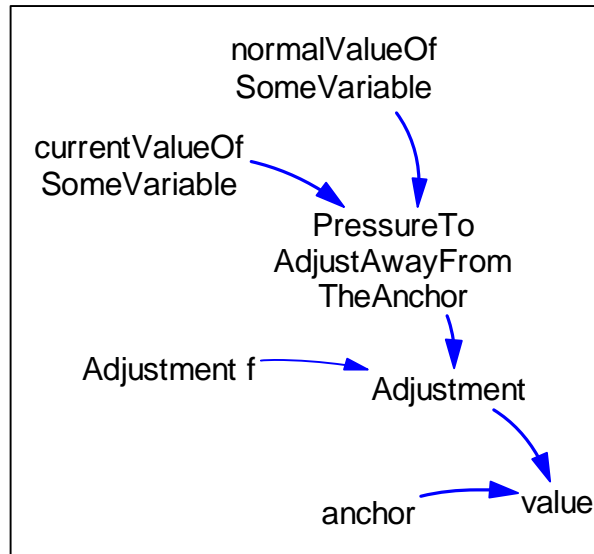 normalValueOf
SomeVariable
currentValueOf
SomeVariable
PressureTo
AdjustAwayFrom
TheAnchor
Adjustment f
Adjustment
anchor
value